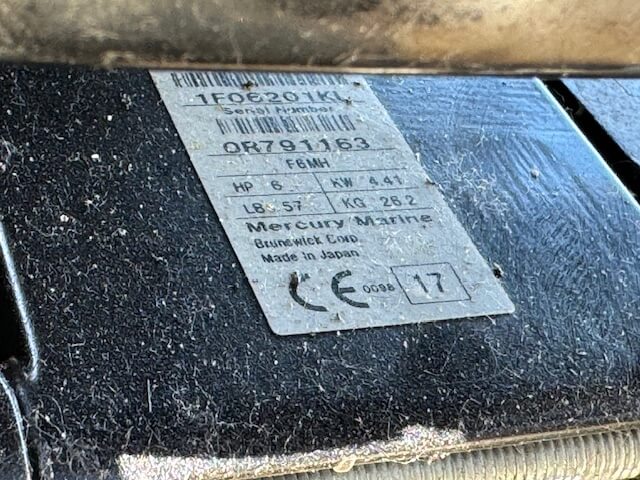 1F06201KL
Serial Number
0R791163
F6MH
HP 6 KW 4.41
LBS 57 KG 26.2
Mercury Marine
Brunswick Corp.
Made in Japan
CE 0098 17